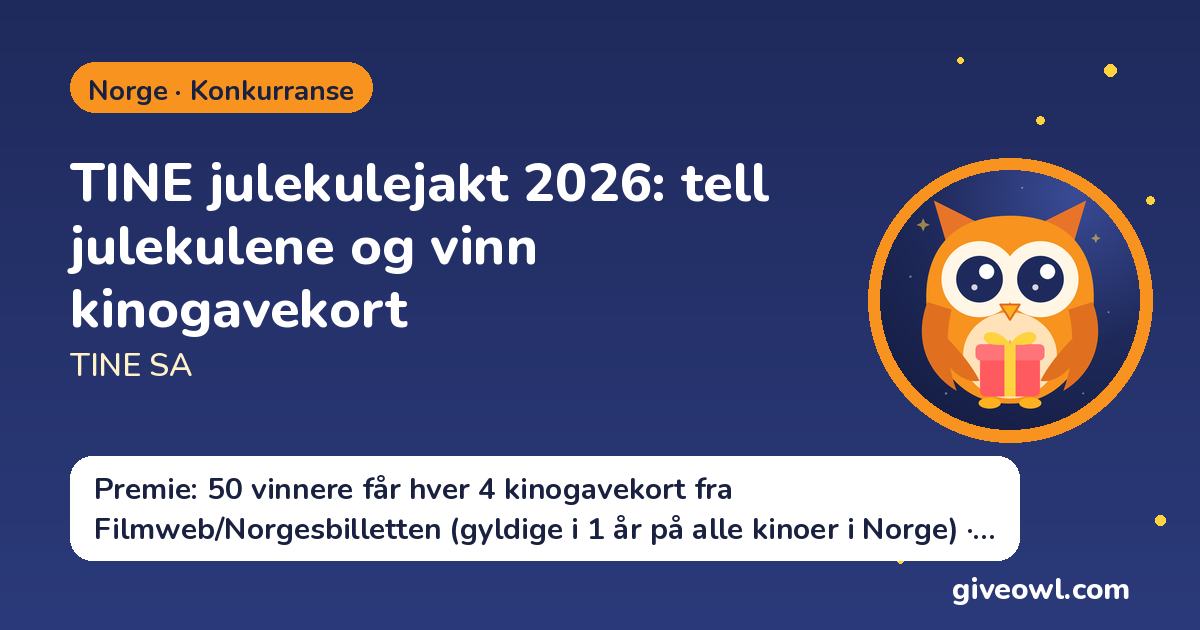 Norge · Konkurranse
TINE julekulejakt 2026: tell
julekulene og vinn
kinogavekort
TINE SA
Premie: 50 vinnere får hver 4 kinogavekort fra
Filmweb/Norgesbilletten (gyldige i 1 år på alle kinoer i Norge) ·...
giveowl.com